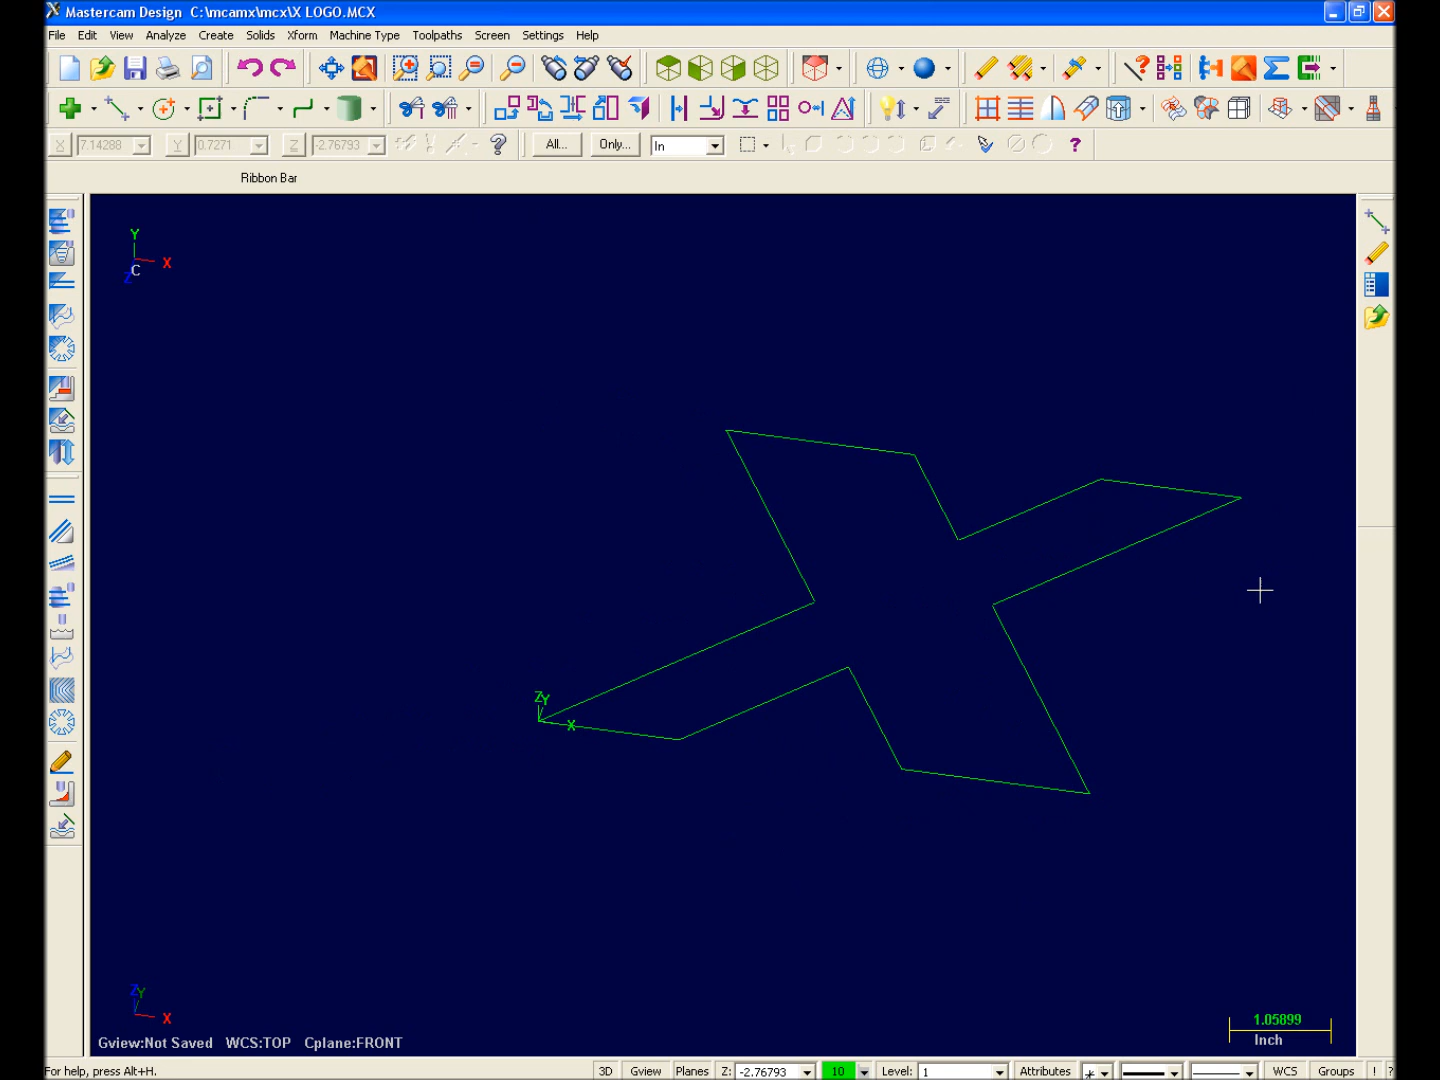 Mastercam Design  C:\mcamx\mcx\X LOGO.MCX
File Edit View Analyze Create Solids Xform Machine Type Toolpaths Screen Settings Help
X 7.14288 Y 0.7271 Z -2.76793 All... Only... In
Ribbon Bar
Y
X
Z C
ZY
X
ZY
X
1.05899
Inch
Gview:Not Saved WCS:TOP Cplane:FRONT
For help, press Alt+H. 3D Gview Planes Z: -2.76793 10 Level: 1 Attributes WCS Groups ! ?